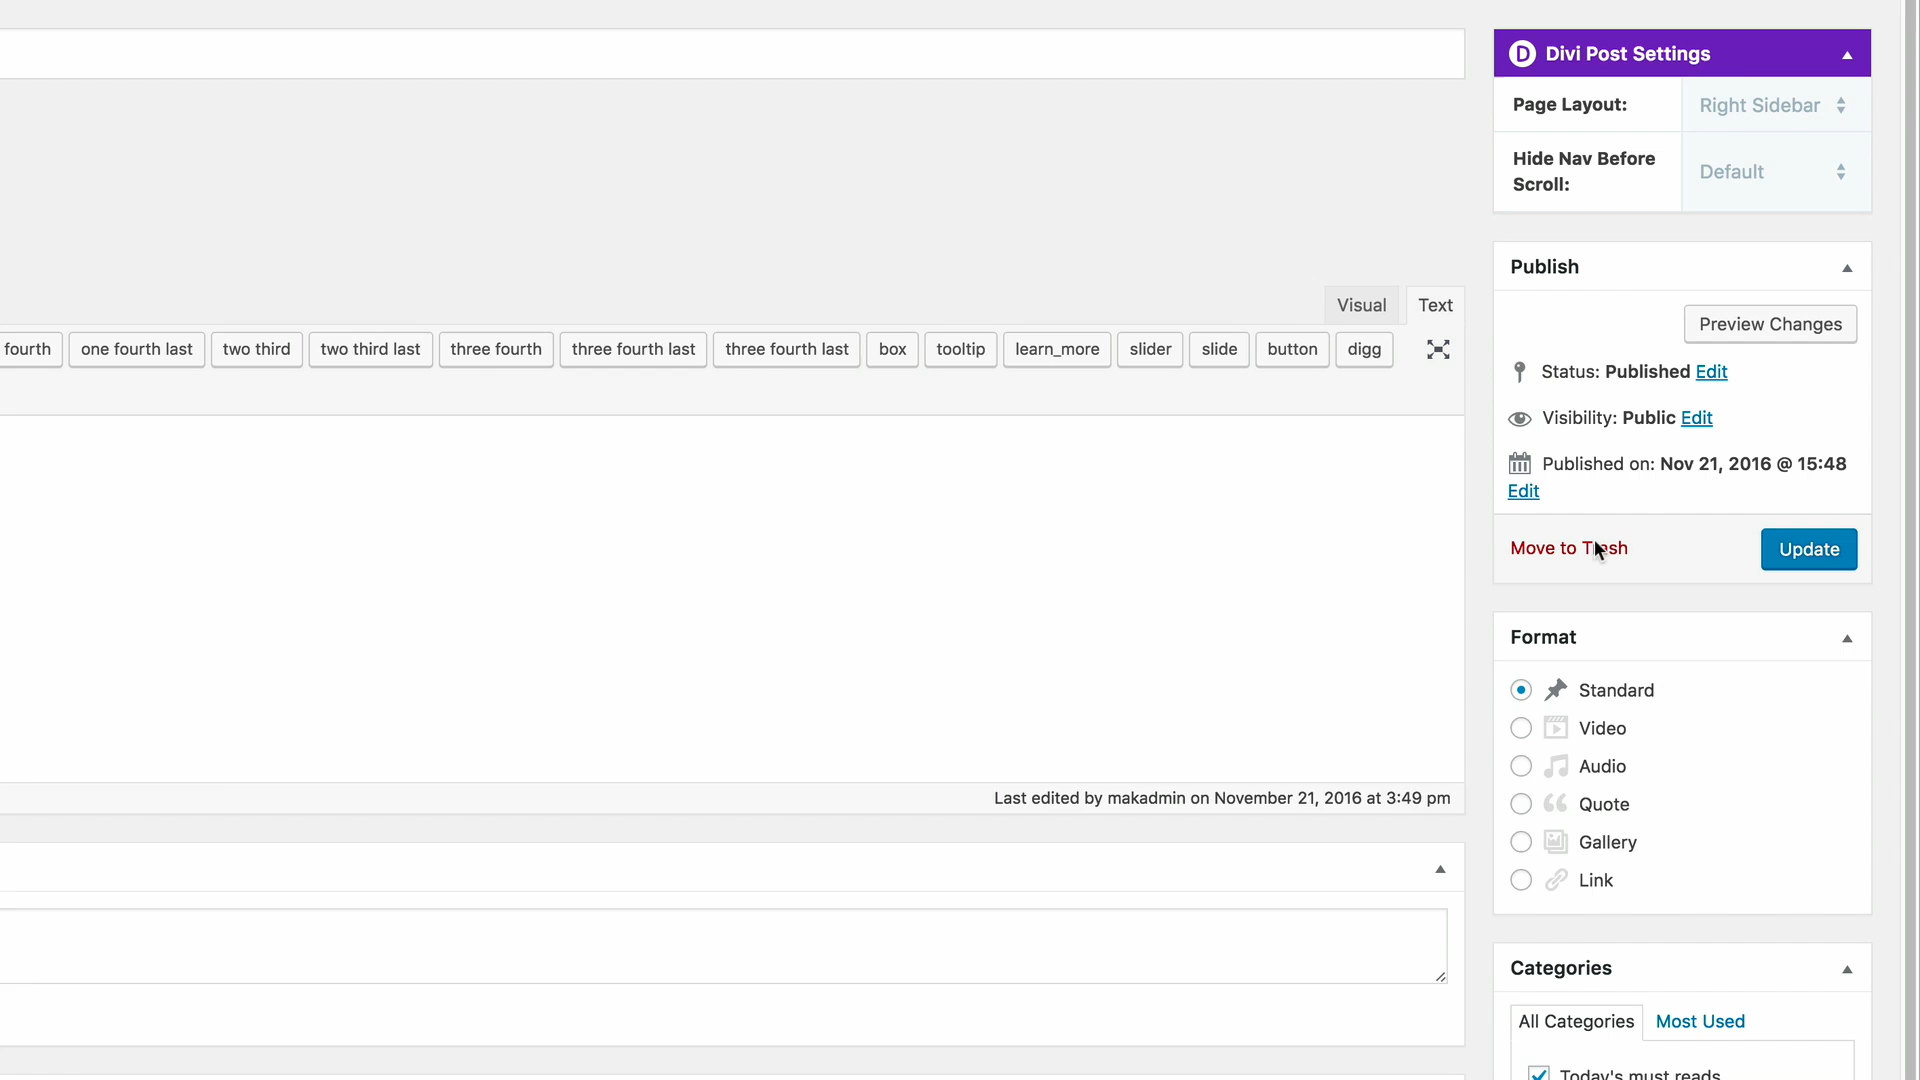 D Divi Post Settings
Page Layout: Right Sidebar
Hide Nav Before Scroll: Default
Publish
Visual Text
Preview Changes
fourth one fourth last two third two third last three fourth three fourth last three fourth last box tooltip learn_more slider slide button digg
Status: Published Edit
Visibility: Public Edit
Published on: Nov 21, 2016 @ 15:48
Edit
Move to Trash Update
Format
Standard
Video
Audio
Quote
Gallery
Link
Last edited by makadmin on November 21, 2016 at 3:49 pm
Categories
All Categories Most Used
Today's must reads